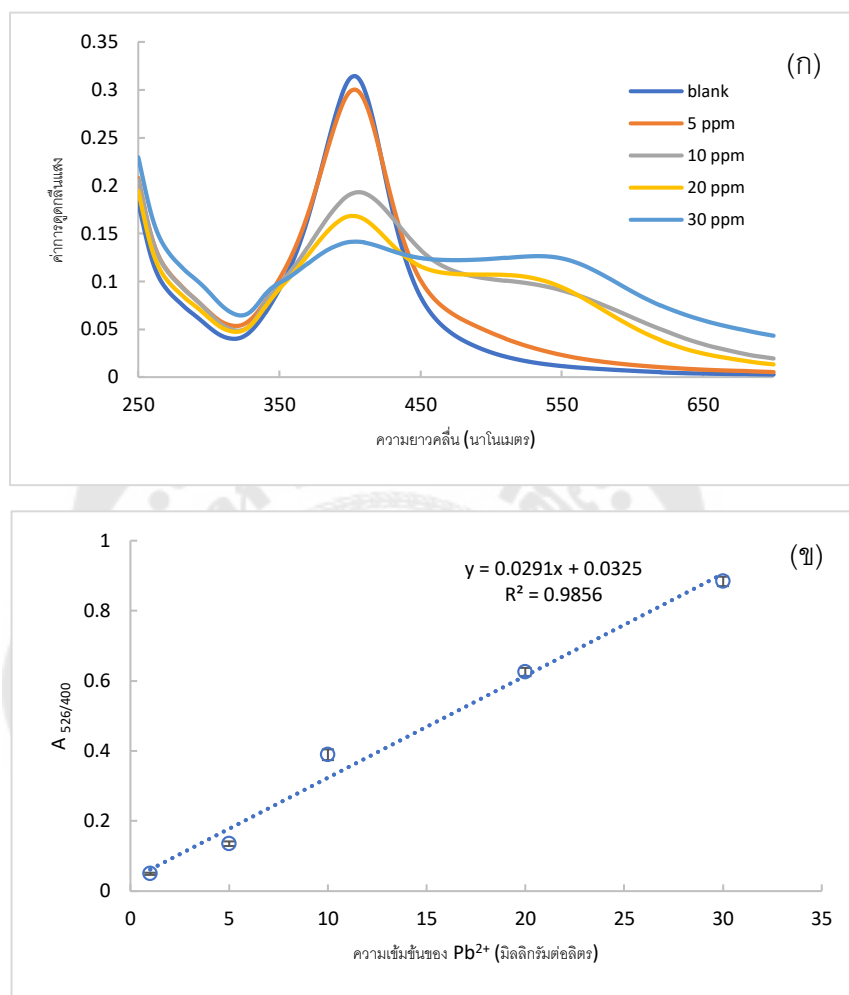 (ก)
0.35
0.3
0.25
0.2
0.15
0.1
0.05
0
250 350 450 550 650
ค่าการดูดกลืนแสง
ความยาวคลื่น (นาโนเมตร)
blank
5 ppm
10 ppm
20 ppm
30 ppm
(ข)
y = 0.0291x + 0.0325
R² = 0.9856
1
0.8
0.6
0.4
0.2
0
0 5 10 15 20 25 30 35
A 526/400
ความเข้มข้นของ Pb²⁺ (มิลลิกรัมต่อลิตร)